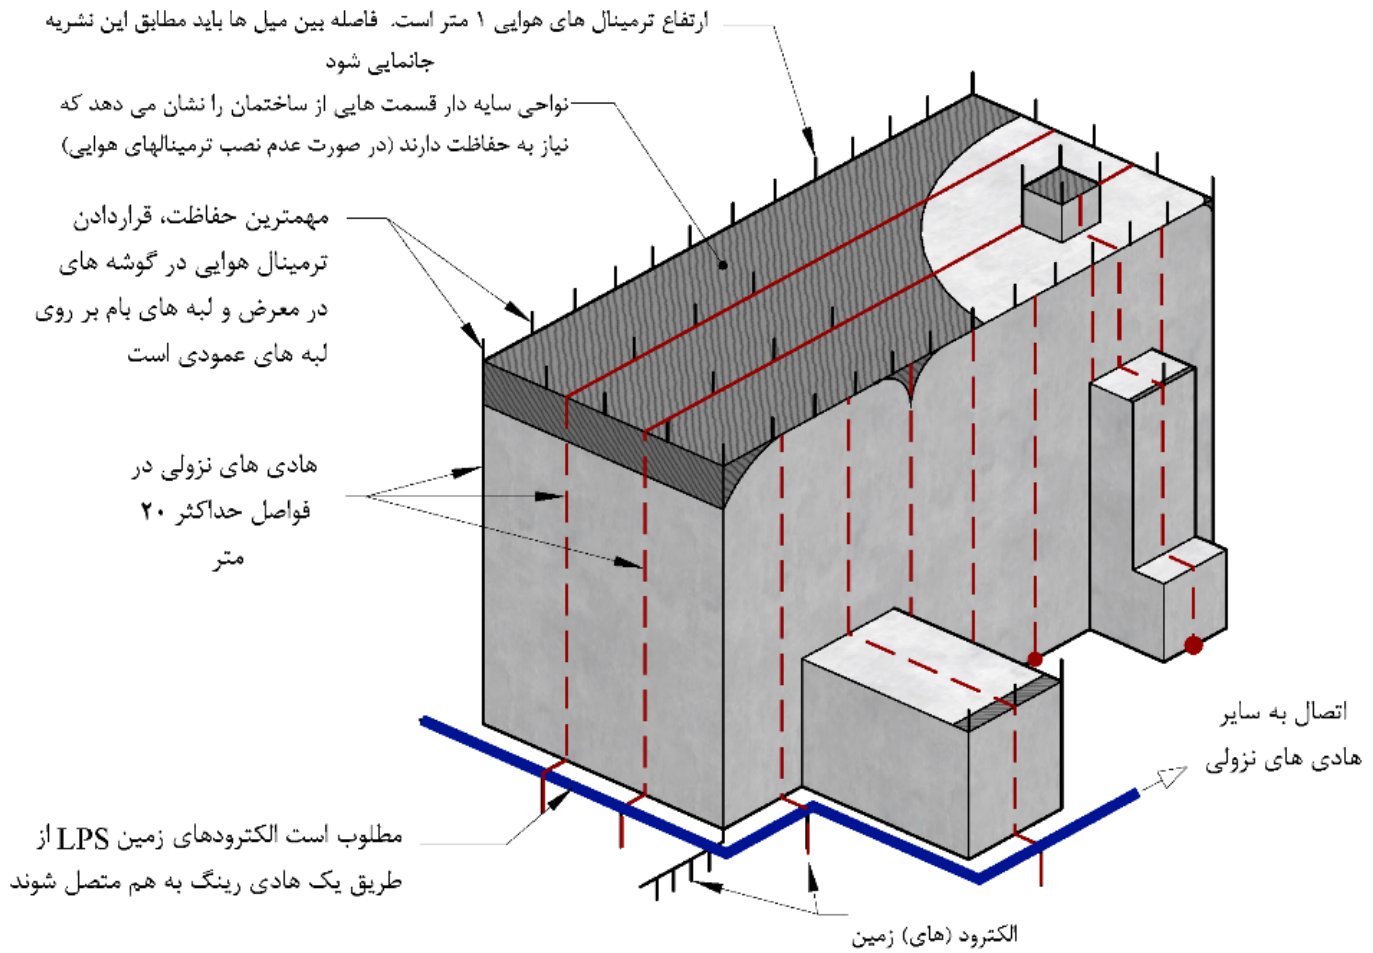 ارتفاع ترمینال های هوایی ۱ متر است. فاصله بین میل ها باید مطابق این نشریه
جانمایی شود
نواحی سایه دار قسمت هایی از ساختمان را نشان می دهد که
نیاز به حفاظت دارند (در صورت عدم نصب ترمینالهای هوایی)
مهمترین حفاظت، قراردادن
ترمینال هوایی در گوشه های
در معرض و لبه های بام بر روی
لبه های عمودی است
هادی های نزولی در
فواصل حداکثر ۲۰
متر
اتصال به سایر
هادی های نزولی
مطلوب است الکترودهای زمین LPS از
طریق یک هادی رینگ به هم متصل شوند
الکترود (های) زمین